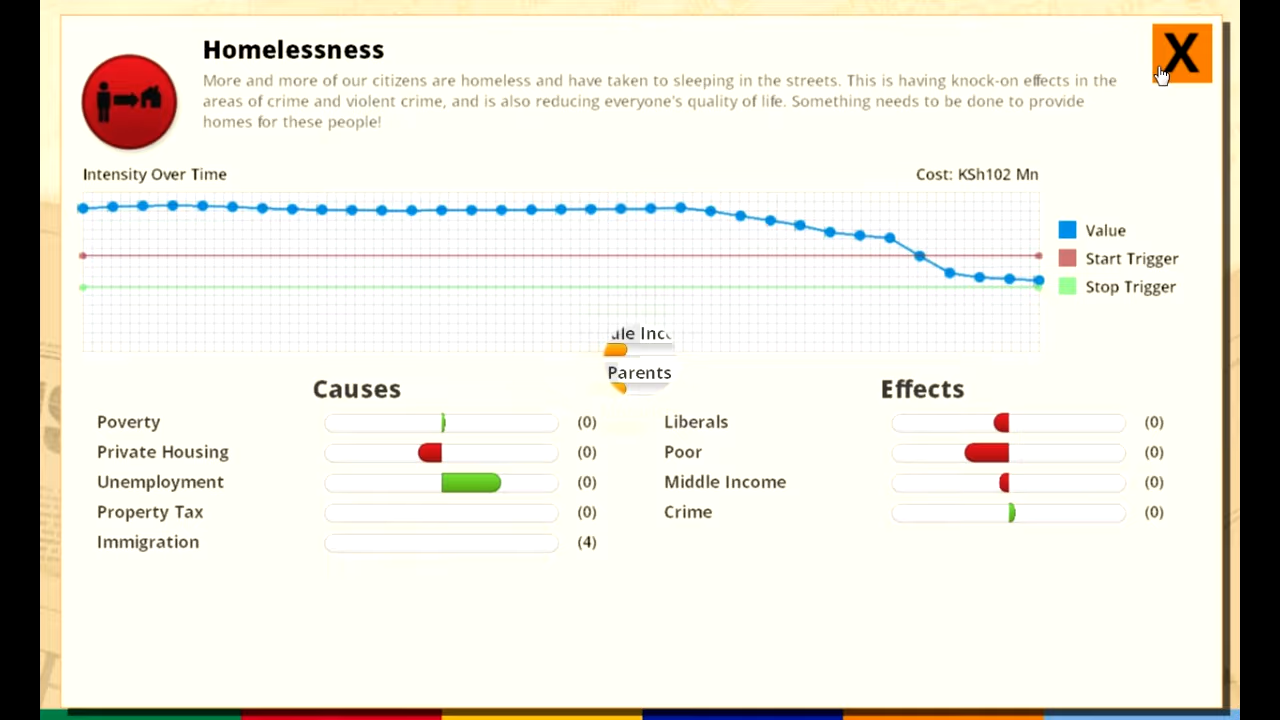 Homelessness
X
More and more of our citizens are homeless and have taken to sleeping in the streets. This is having knock-on effects in the
areas of crime and violent crime, and is also reducing everyone's quality of life. Something needs to be done to provide
homes for these people!
Intensity Over Time
Cost: KSh102 Mn
Value
Start Trigger
Stop Trigger
Parents
Causes
Effects
Poverty (0)
Liberals (0)
Private Housing (0)
Poor (0)
Unemployment (0)
Middle Income (0)
Property Tax (0)
Crime (0)
Immigration (4)